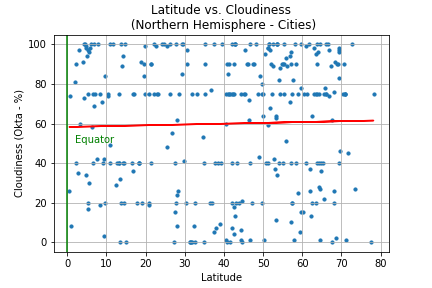 Latitude vs. Cloudiness
(Northern Hemisphere - Cities)
100
80
60
40
20
0
Cloudiness (Okta - %)
Equator
0 10 20 30 40 50 60 70 80
Latitude